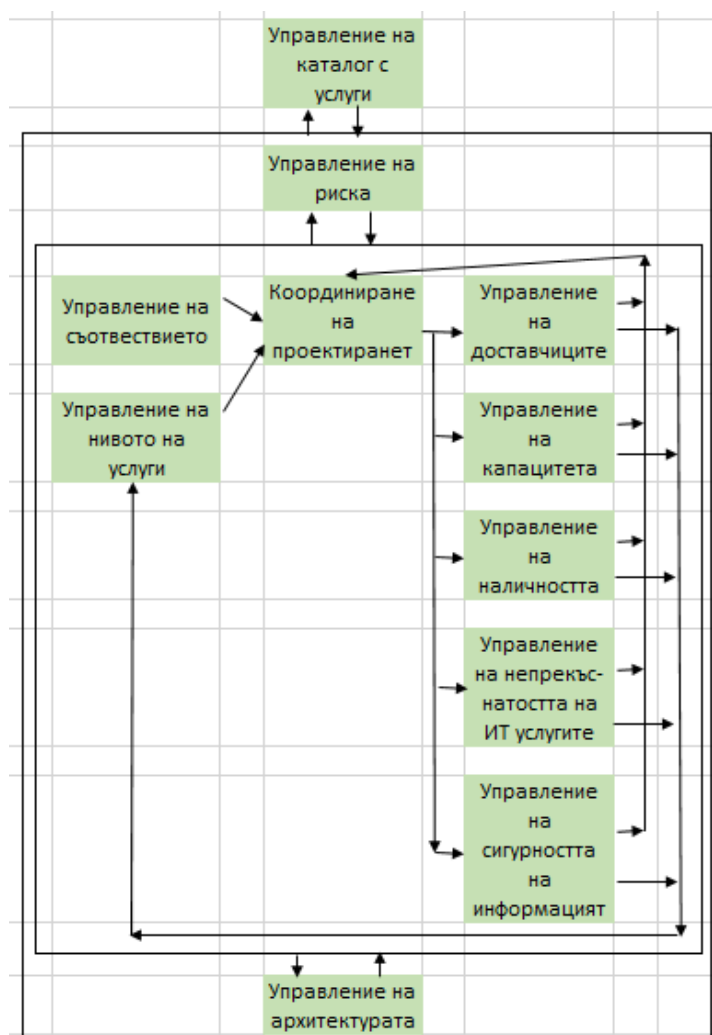 Управление на
каталог с
услуги
Управление на
риска
Управление на
съотвествието
Координиране
на
проектиранет
Управление
на
доставчиците
Управление на
нивото на
услуги
Управление
на
капацитета
Управление
на
наличността
Управление
на непрекъс-
натостта на
ИТ услугите
Управление
на
сигурността
на
информацият
Управление на
архитектурата